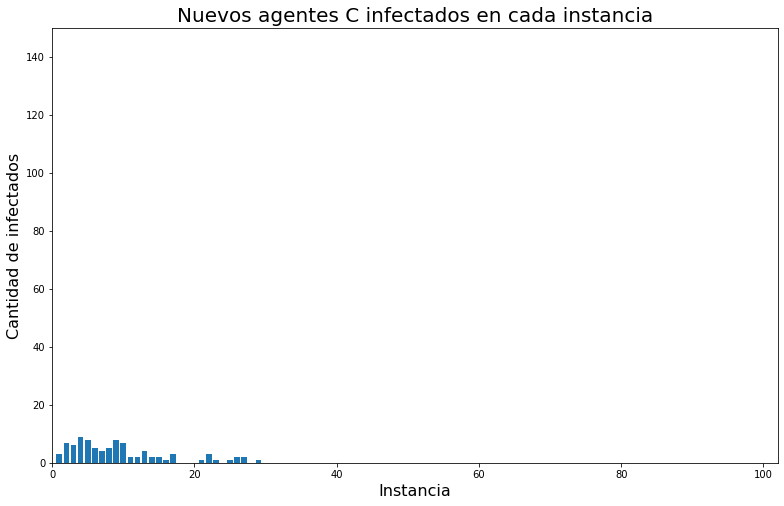 Nuevos agentes C infectados en cada instancia
140
120
100
80
60
40
20
0
Cantidad de infectados
0 20 40 60 80 100
Instancia